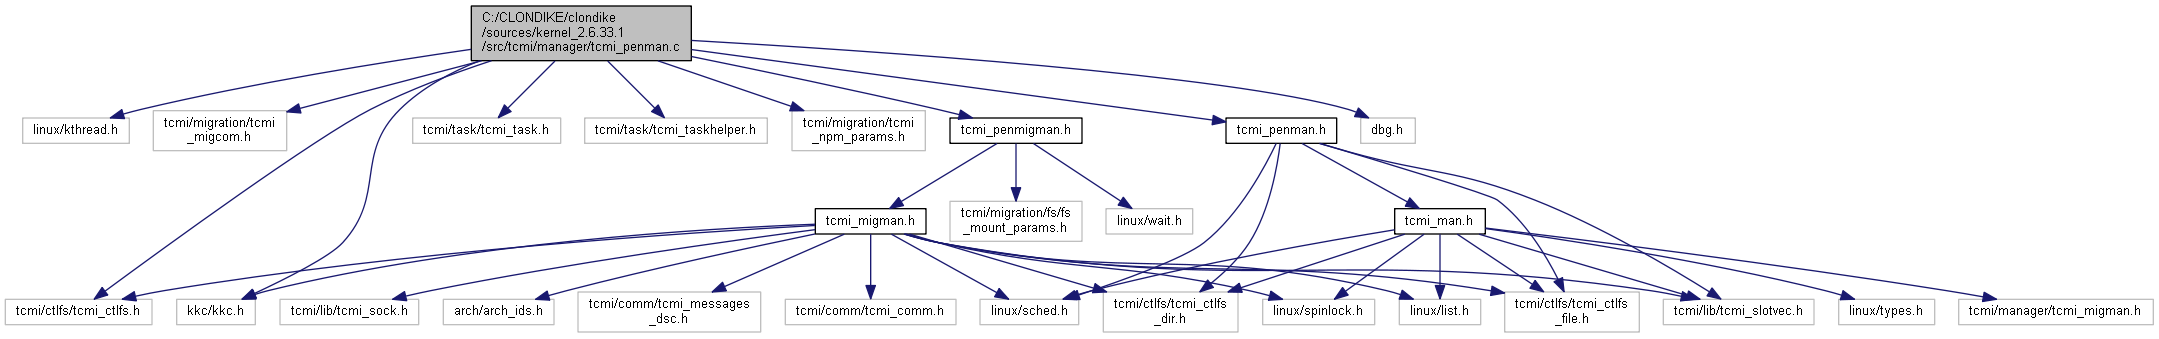 C:/CLONDIKE/clondike
/sources/kernel_2.6.33.1
/src/tcmi/manager/tcmi_penman.c
linux/kthread.h
tcmi/migration/tcmi
_migcom.h
tcmi/task/tcmi_task.h
tcmi/task/tcmi_taskhelper.h
tcmi/migration/tcmi
_npm_params.h
tcmi_penmigman.h
tcmi_penman.h
dbg.h
tcmi_migman.h
tcmi/migration/fs/fs
_mount_params.h
linux/wait.h
tcmi_man.h
tcmi/ctlfs/tcmi_ctlfs.h
kkc/kkc.h
tcmi/lib/tcmi_sock.h
arch/arch_ids.h
tcmi/comm/tcmi_messages
_dsc.h
tcmi/comm/tcmi_comm.h
linux/sched.h
tcmi/ctlfs/tcmi_ctlfs
_dir.h
linux/spinlock.h
linux/list.h
tcmi/ctlfs/tcmi_ctlfs
_file.h
tcmi/lib/tcmi_slotvec.h
linux/types.h
tcmi/manager/tcmi_migman.h